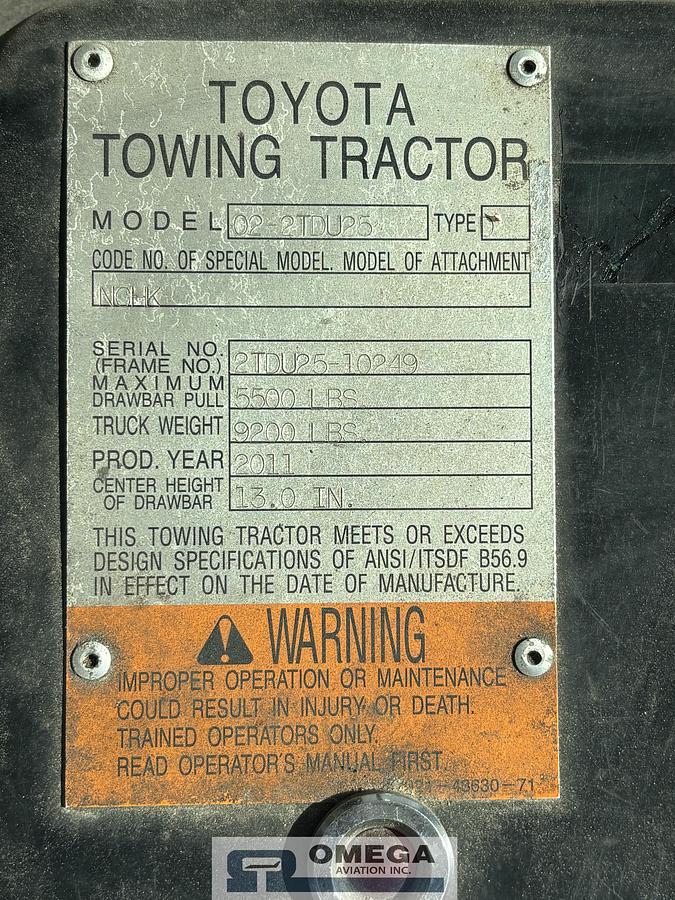 TOYOTA
TOWING TRACTOR
MODEL 02-2TDU25 TYPE
CODE NO. OF SPECIAL MODEL. MODEL OF ATTACHMENT
NCHK
SERIAL NO. (FRAME NO.) 2TDU25-10249
MAXIMUM DRAWBAR PULL 5500 LBS.
TRUCK WEIGHT 9200 LBS.
PROD. YEAR 2011
CENTER HEIGHT OF DRAWBAR 13.0 IN.
THIS TOWING TRACTOR MEETS OR EXCEEDS
DESIGN SPECIFICATIONS OF ANSI/ITSDF B56.9
IN EFFECT ON THE DATE OF MANUFACTURE.
WARNING
IMPROPER OPERATION OR MAINTENANCE
COULD RESULT IN INJURY OR DEATH.
TRAINED OPERATORS ONLY.
READ OPERATOR'S MANUAL FIRST.
OMEGA
AVIATION INC.